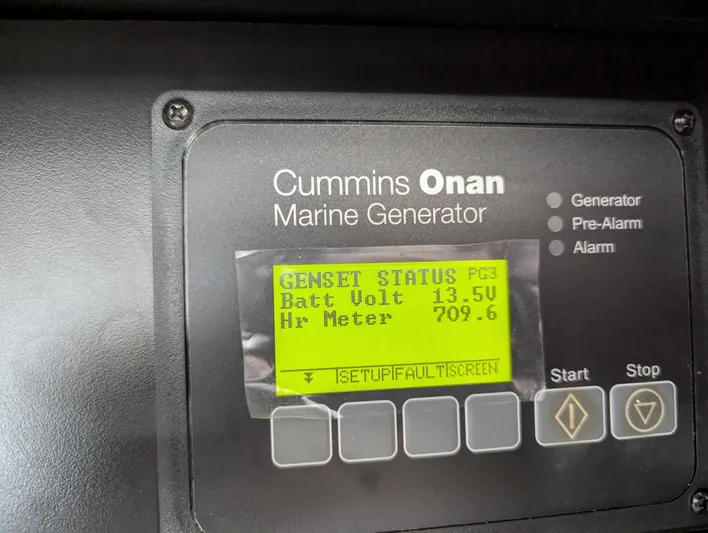 Cummins Onan
Marine Generator
Generator
Pre-Alarm
Alarm
GENSET STATUS PG3
Batt Volt 13.5V
Hr Meter 709.6
SETUP FAULT SCREEN
Start
Stop